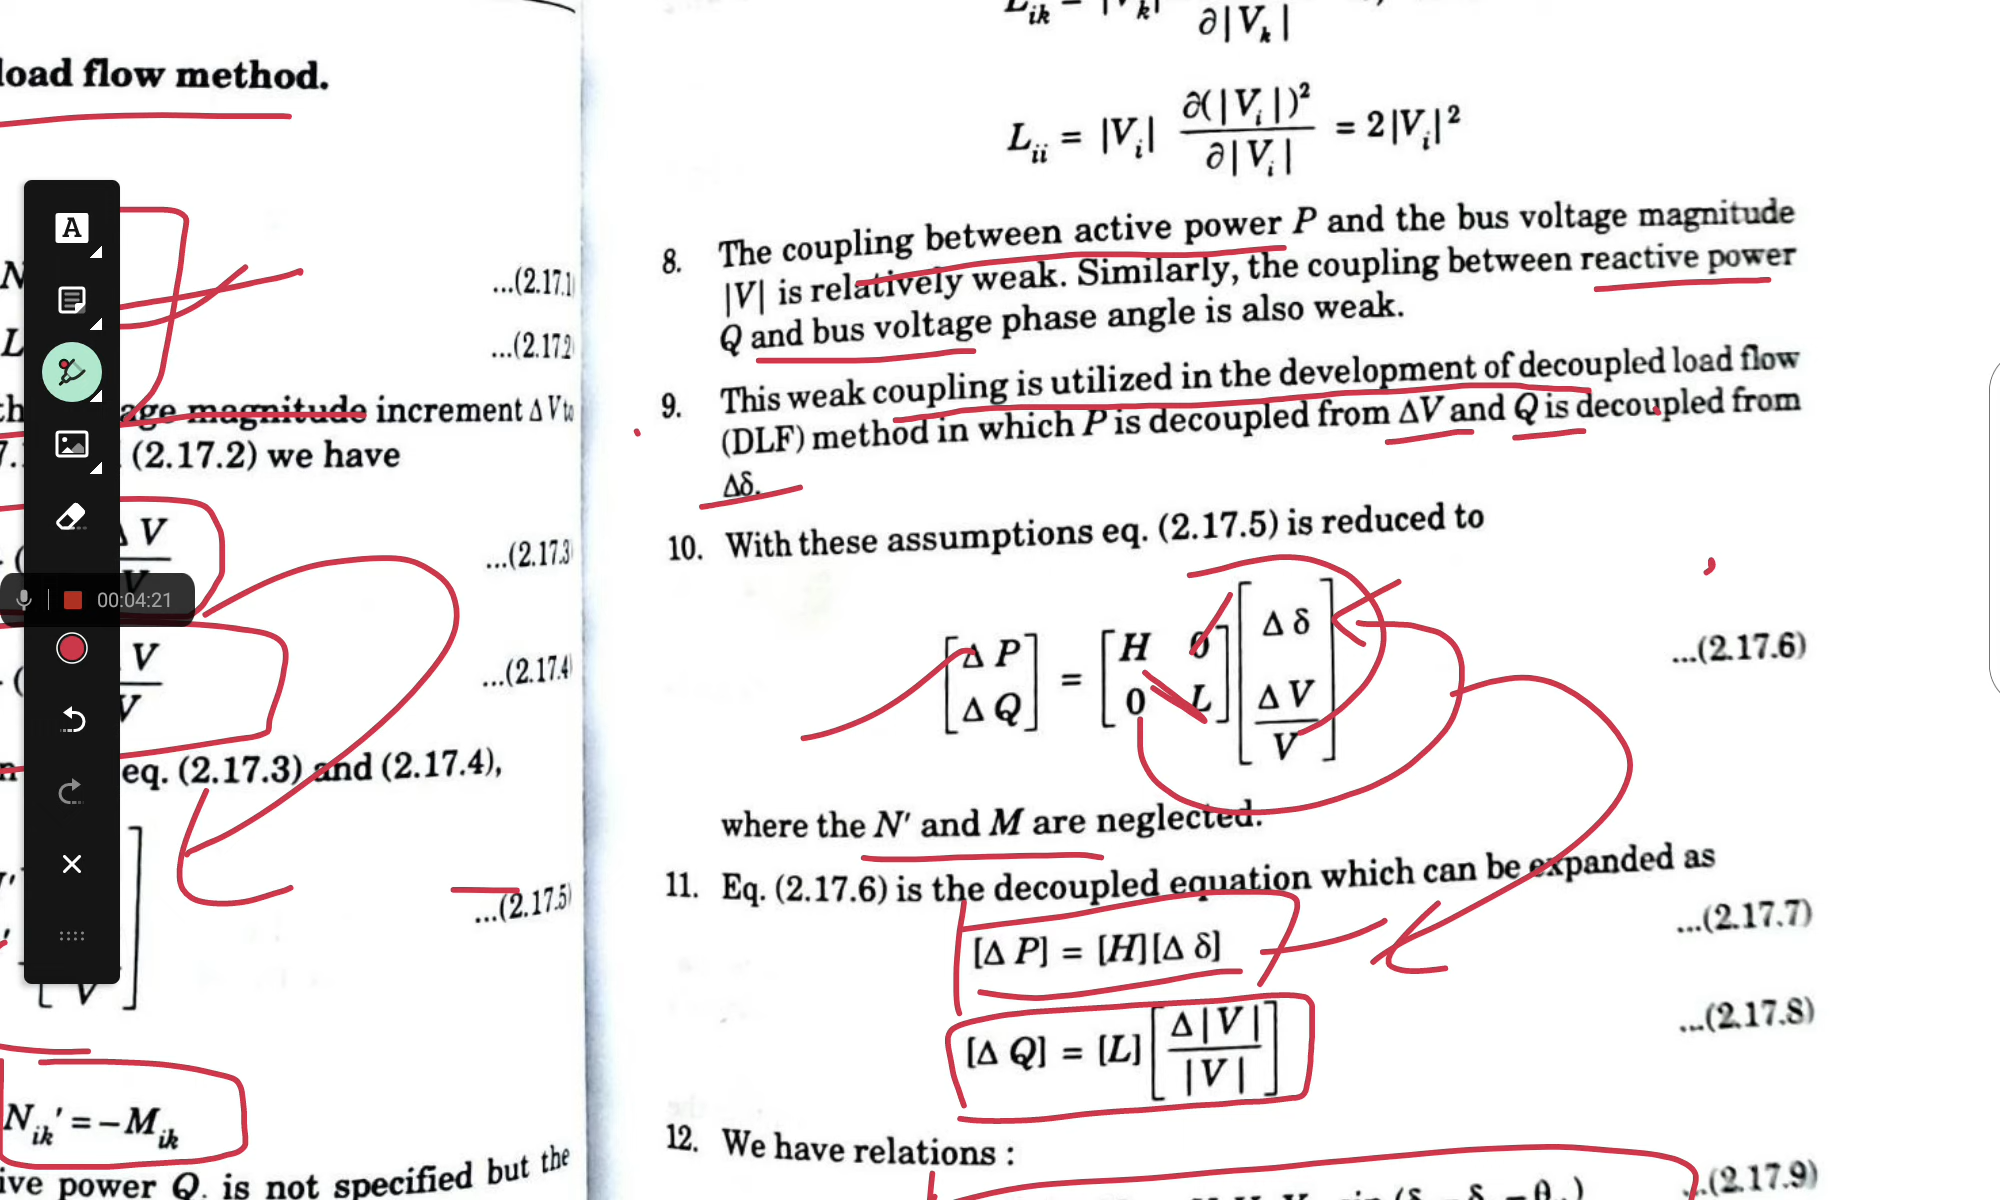 load flow method.
N
...(2.17.1
L
...(2.17.2
age magnitude increment Δ V to
(2.17.2) we have
Δ V
V
...(2.17.3
00:04:21
V
V
...(2.17.4
eq. (2.17.3) and (2.17.4),
...(2.17.5)
V
N_ik' = – M_ik
ive power Q. is not specified but the
L_ik = |V_k|
∂|V_k|
L_ii = |V_i| ∂(|V_i|)² / ∂|V_i| = 2|V_i|²
8. The coupling between active power P and the bus voltage magnitude
|V| is relatively weak. Similarly, the coupling between reactive power
Q and bus voltage phase angle is also weak.
9. This weak coupling is utilized in the development of decoupled load flow
(DLF) method in which P is decoupled from ΔV and Q is decoupled from
Δδ.
10. With these assumptions eq. (2.17.5) is reduced to
[Δ P] [H 0] [Δ δ]
[Δ Q] = [0 L] [Δ V / V] ...(2.17.6)
where the N' and M are neglected.
11. Eq. (2.17.6) is the decoupled equation which can be expanded as
[Δ P] = [H][Δ δ] ...(2.17.7)
[Δ Q] = [L] [Δ|V| / |V|] ...(2.17.8)
12. We have relations :
...(2.17.9)